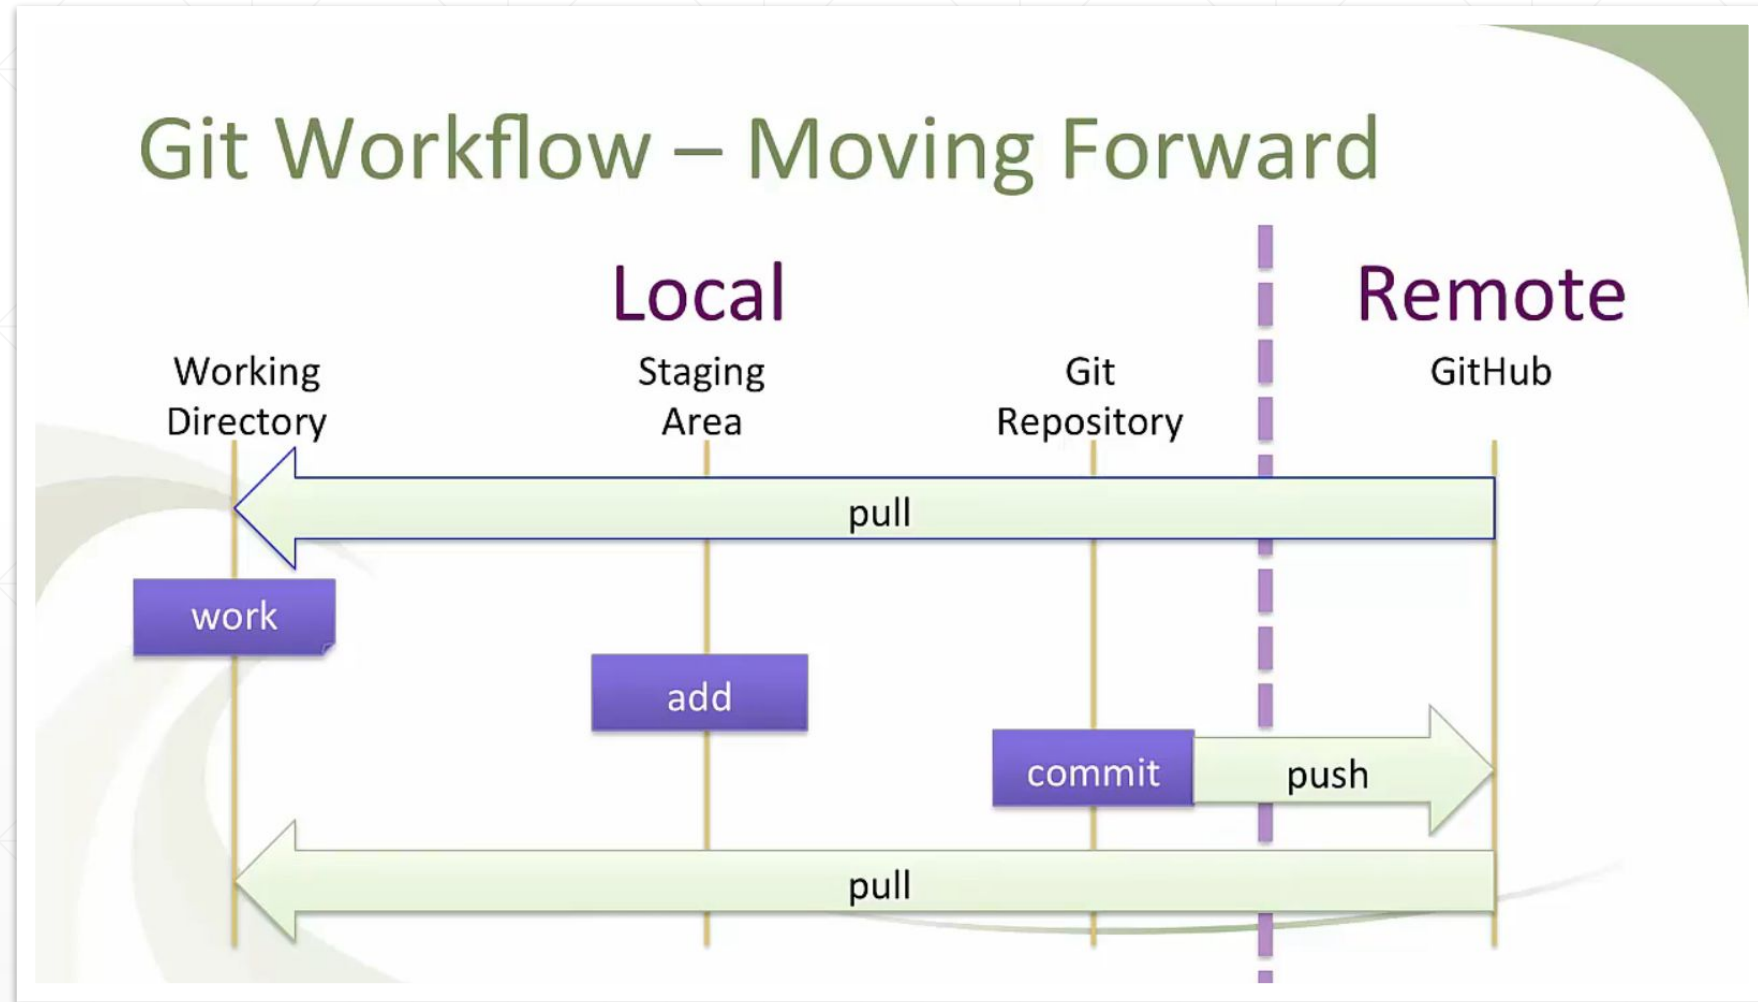 Git Workflow – Moving Forward
Local
Remote
Working
Directory
Staging
Area
Git
Repository
GitHub
pull
work
add
commit
push
pull